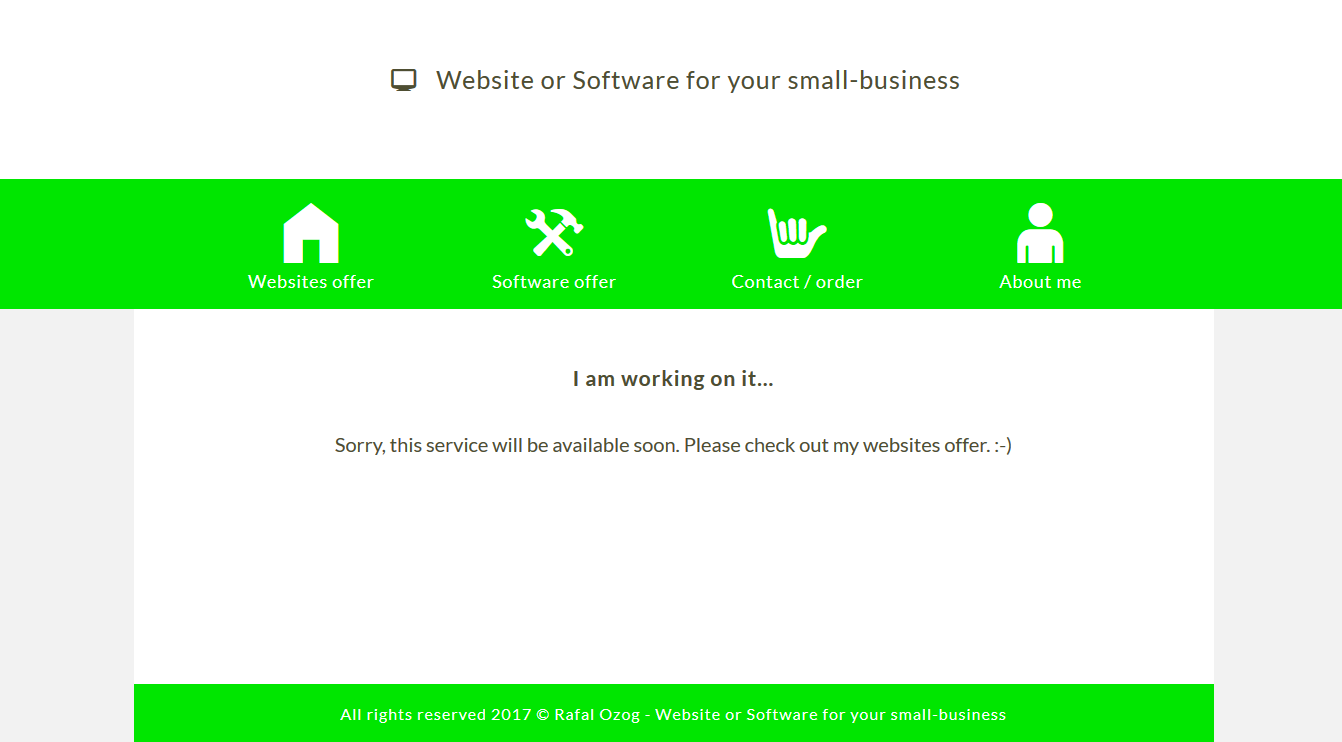 Website or Software for your small-business
Websites offer
Software offer
Contact / order
About me
I am working on it...
Sorry, this service will be available soon. Please check out my websites offer. :-)
All rights reserved 2017 © Rafal Ozog - Website or Software for your small-business